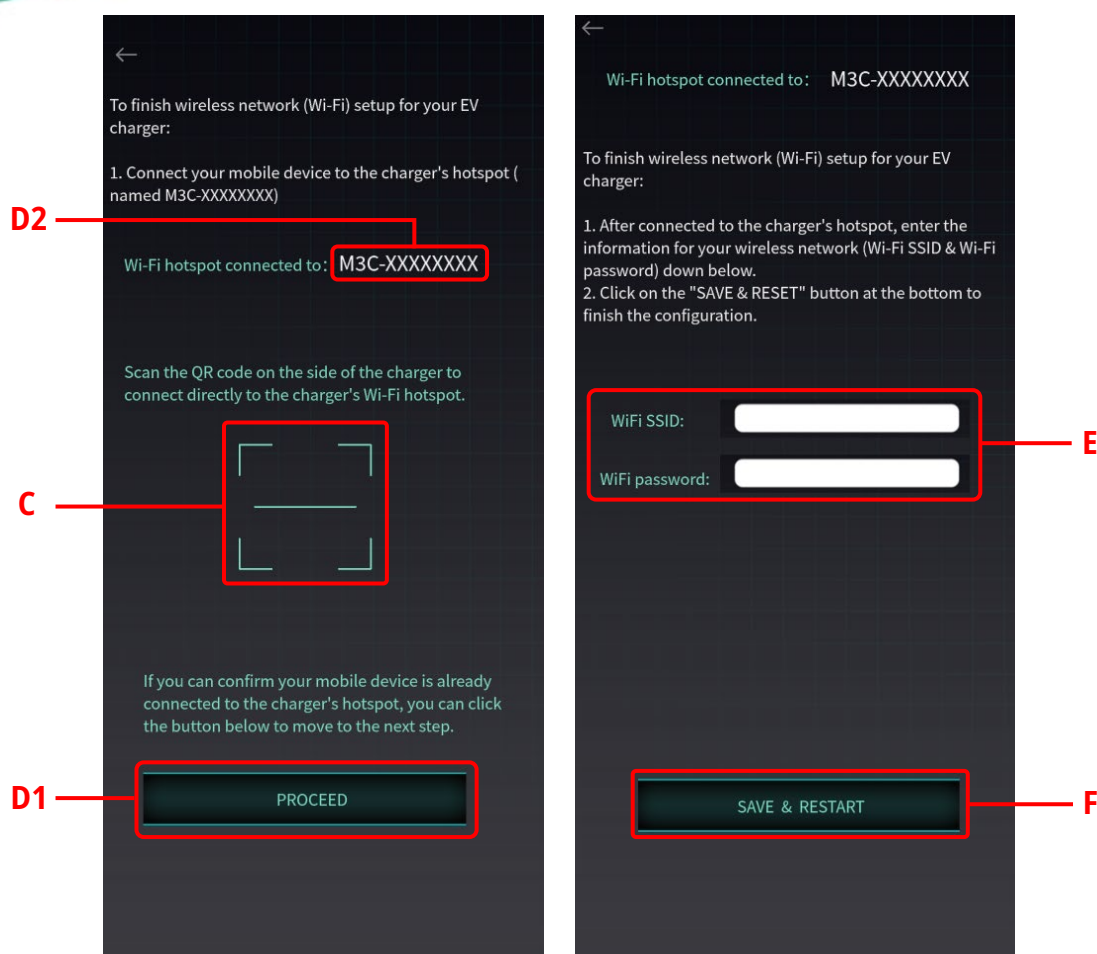 To finish wireless network (Wi-Fi) setup for your EV
charger:
1. Connect your mobile device to the charger's hotspot (
named M3C-XXXXXXXX)
D2
Wi-Fi hotspot connected to: M3C-XXXXXXXX
Scan the QR code on the side of the charger to
connect directly to the charger's Wi-Fi hotspot.
C
If you can confirm your mobile device is already
connected to the charger's hotspot, you can click
the button below to move to the next step.
D1
PROCEED
Wi-Fi hotspot connected to: M3C-XXXXXXXX
To finish wireless network (Wi-Fi) setup for your EV
charger:
1. After connected to the charger's hotspot, enter the
information for your wireless network (Wi-Fi SSID & Wi-Fi
password) down below.
2. Click on the "SAVE & RESET" button at the bottom to
finish the configuration.
WiFi SSID:
E
WiFi password:
SAVE & RESTART
F